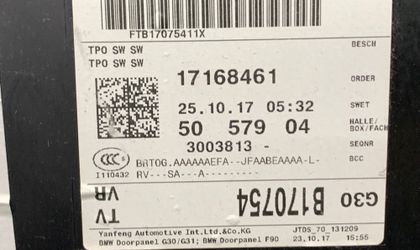 FTB17075411X
TPO SW SW
TPO SW SW
BESCH
17168461
ORDER
25.10.17 05:32
SWET
50 579 04
HALLE/
BOX/FACH
3003813 -
SEQNR
CCC
I110432
BRTOG.AAAAAAEFA--JFAABEAAAA-L-
RV---SA---A---------
BCC
TV
VR
B170754
G30
Yanfeng Automotive Int.Ltd.&Co.KG
BMW Doorpanel G30/G31; BMW Doorpanel F90
JTDS_70_131209
23.10.17 15:55